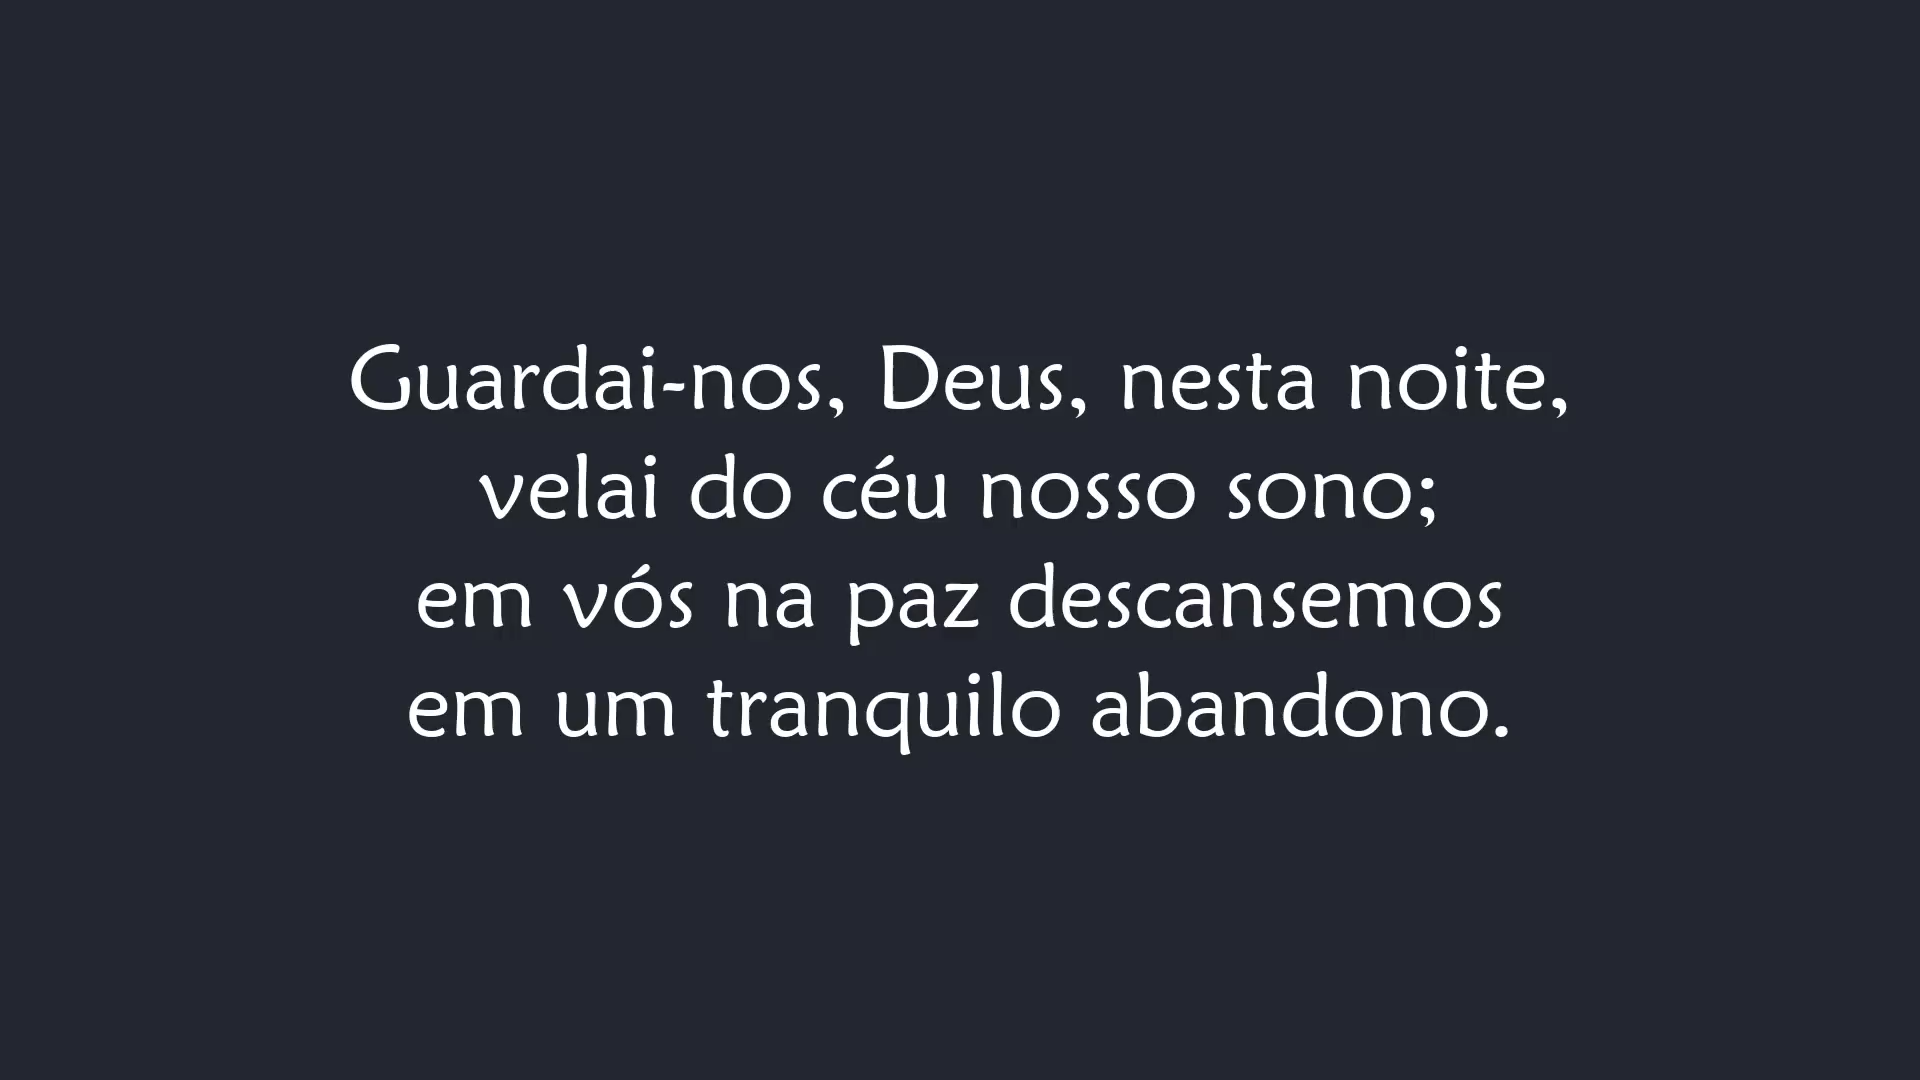 Guardai-nos, Deus, nesta noite,
velai do céu nosso sono;
em vós na paz descansemos
em um tranquilo abandono.